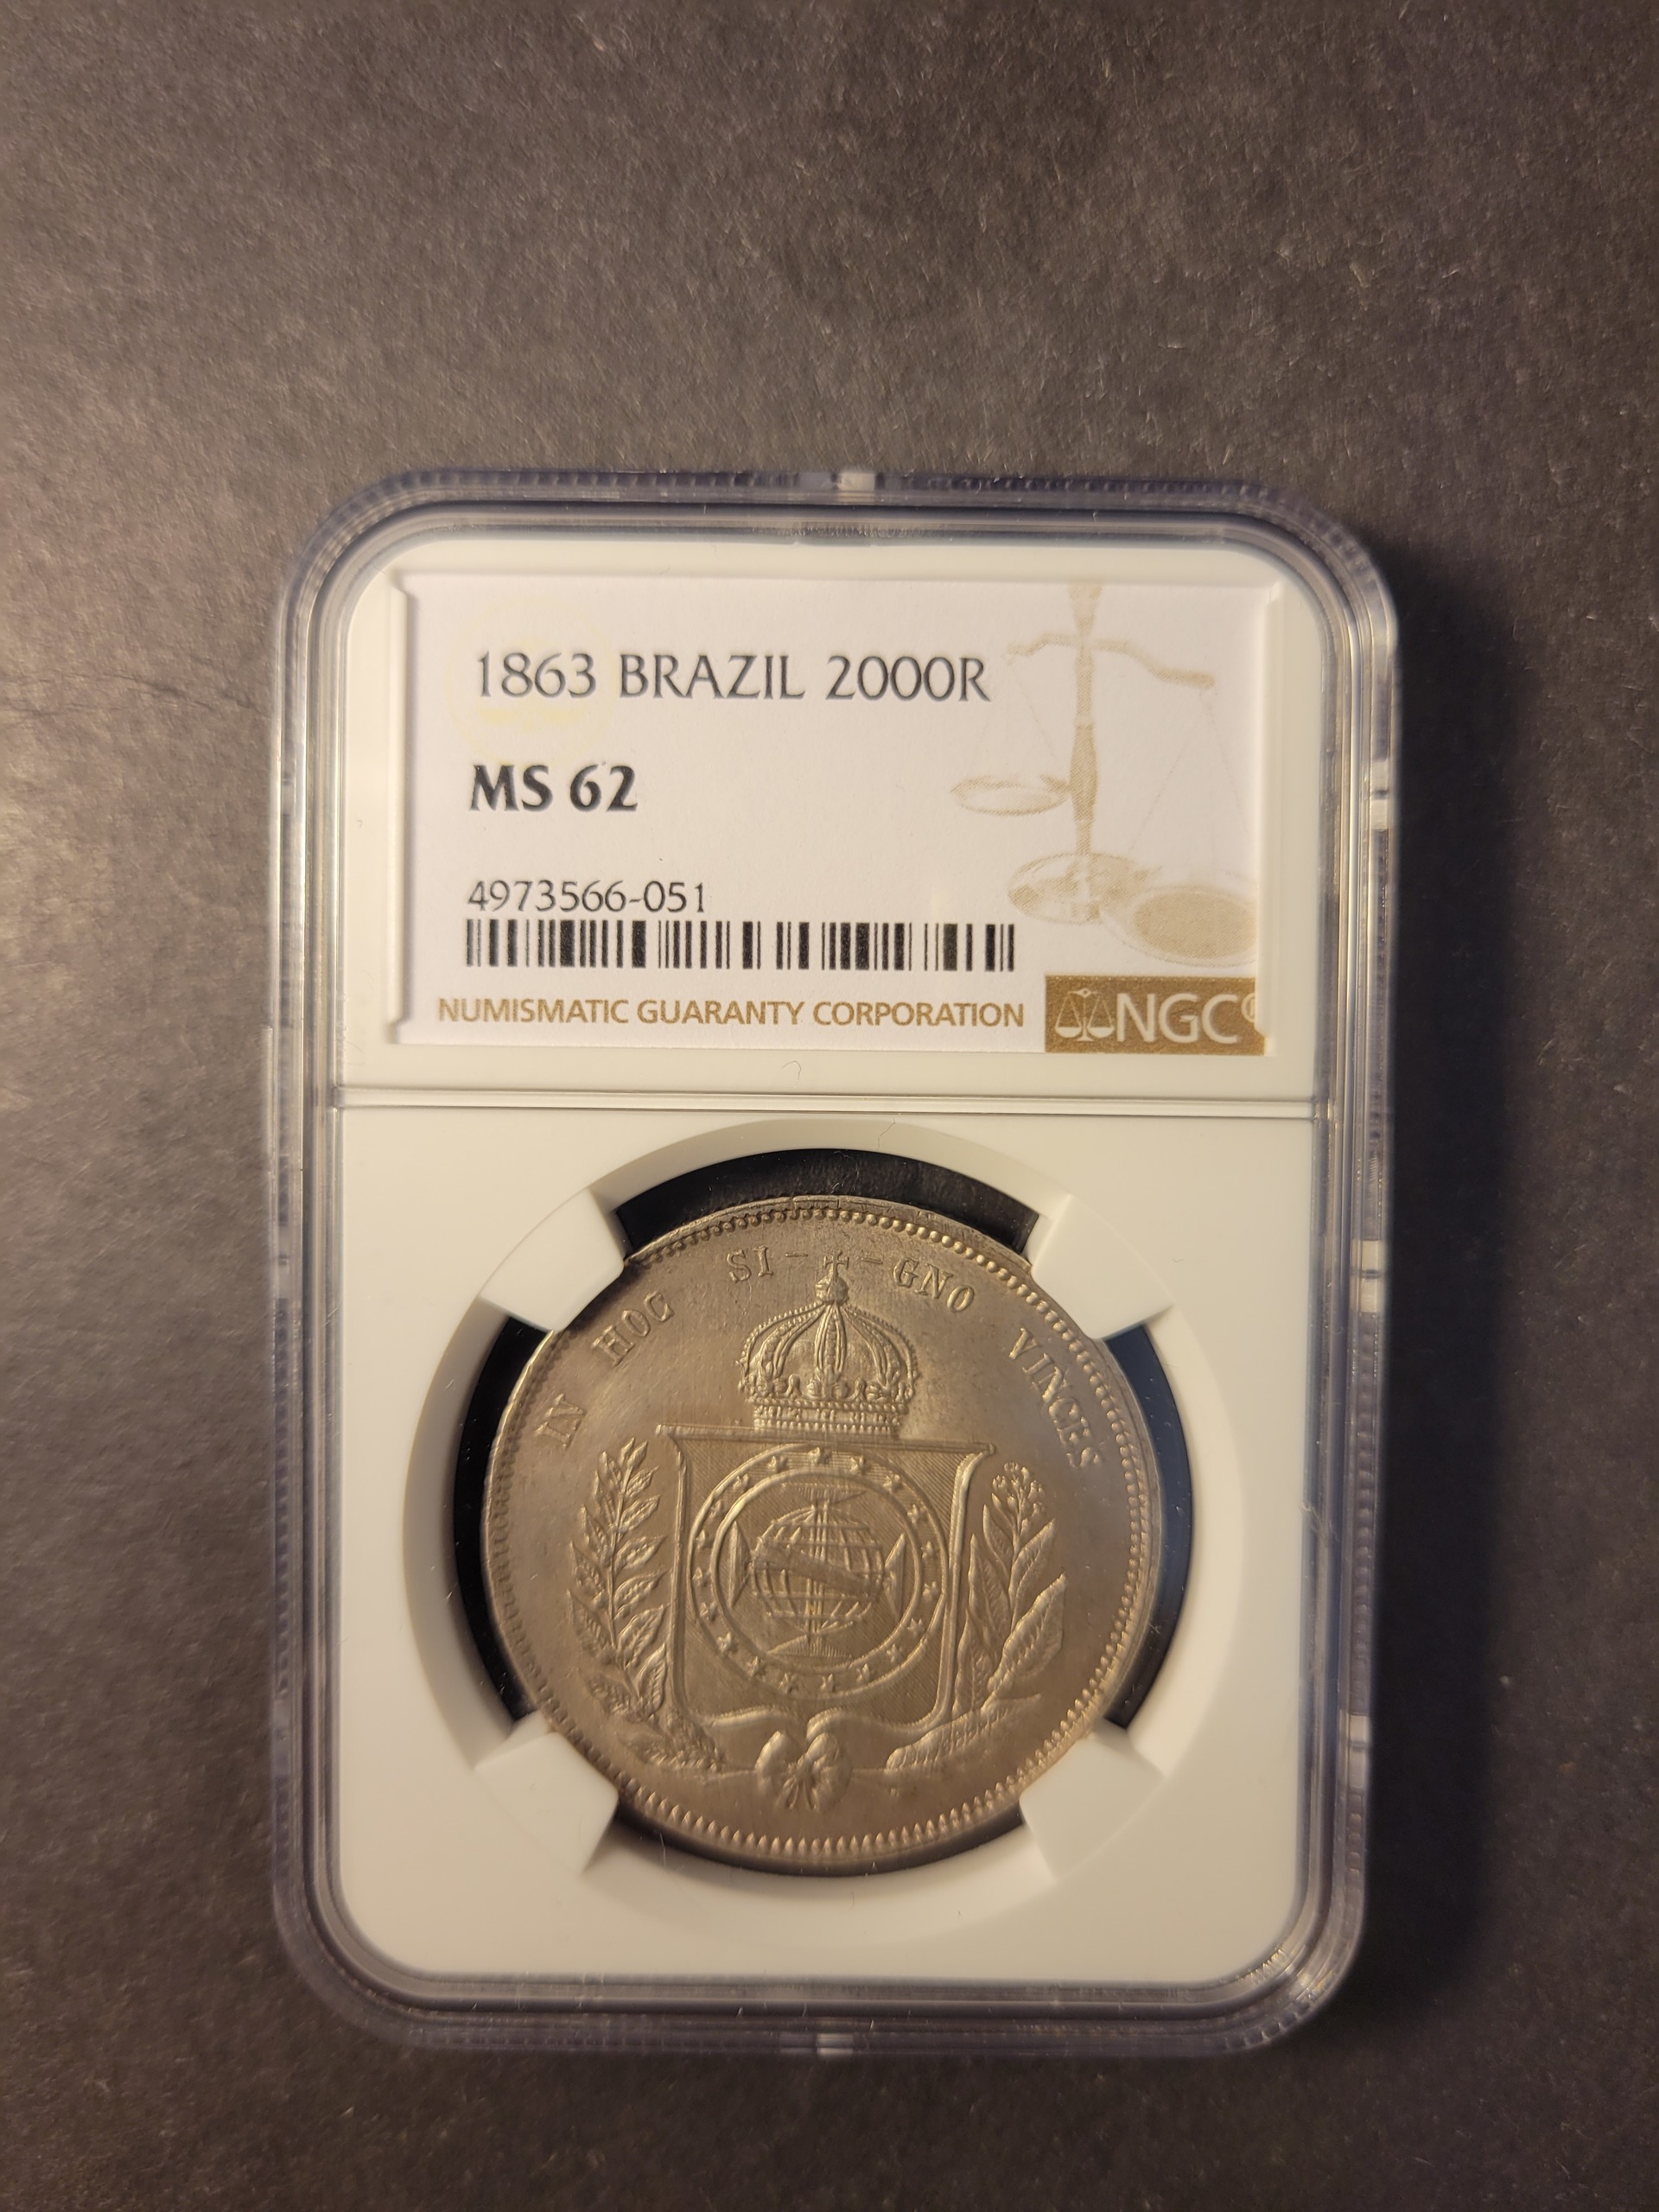 1863 BRAZIL 2000R
MS 62
4973566-051
NUMISMATIC GUARANTY CORPORATION
NGC
IN HOC SI - GNO VINCES